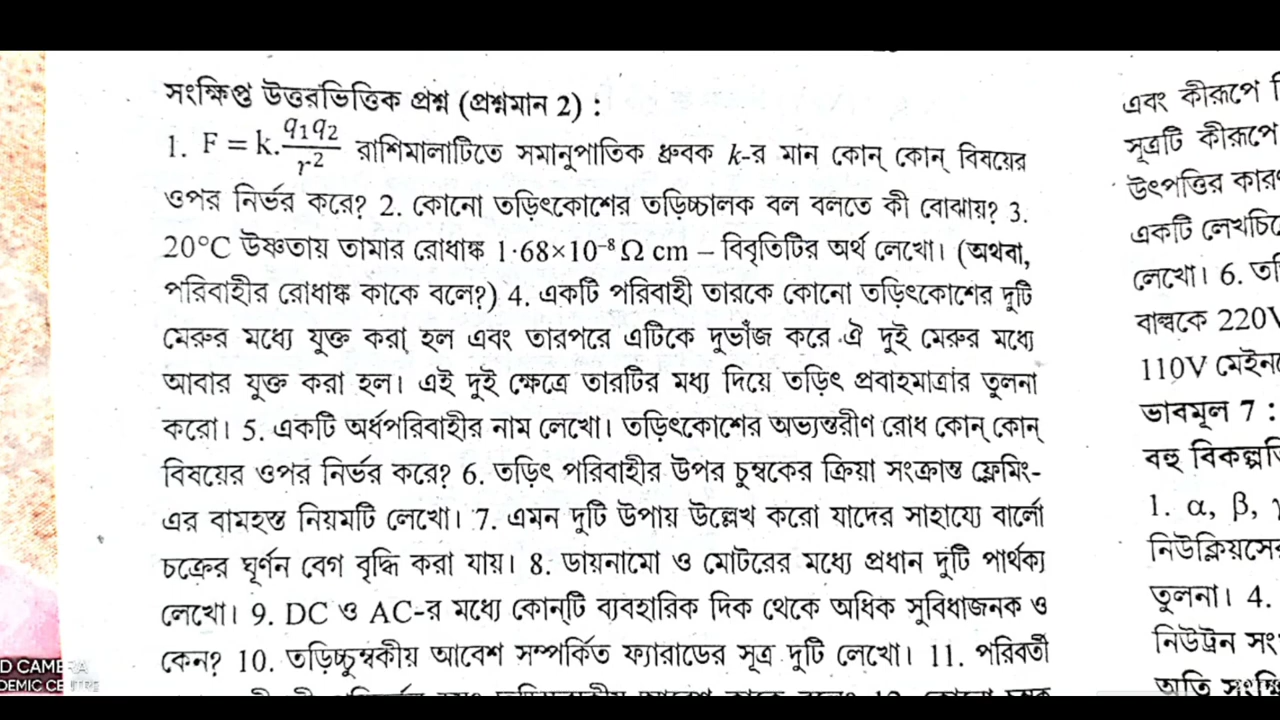 সংক্ষিপ্ত উত্তরভিত্তিক প্রশ্ন (প্রশ্নমান 2) :
1. F = k. q₁q₂/r² রাশিমালাটিতে সমানুপাতিক ধ্রুবক k-র মান কোন্ কোন্ বিষয়ের
ওপর নির্ভর করে? 2. কোনো তড়িৎকোশের তড়িচ্চালক বল বলতে কী বোঝায়? 3.
20°C উষ্ণতায় তামার রোধাঙ্ক 1·68×10⁻⁸ Ω cm – বিবৃতিটির অর্থ লেখো। (অথবা,
পরিবাহীর রোধাঙ্ক কাকে বলে?) 4. একটি পরিবাহী তারকে কোনো তড়িৎকোশের দুটি
মেরুর মধ্যে যুক্ত করা হল এবং তারপরে এটিকে দুভাঁজ করে ঐ দুই মেরুর মধ্যে
আবার যুক্ত করা হল। এই দুই ক্ষেত্রে তারটির মধ্য দিয়ে তড়িৎ প্রবাহমাত্রার তুলনা
করো। 5. একটি অর্ধপরিবাহীর নাম লেখো। তড়িৎকোশের অভ্যন্তরীণ রোধ কোন্ কোন্
বিষয়ের ওপর নির্ভর করে? 6. তড়িৎ পরিবাহীর উপর চুম্বকের ক্রিয়া সংক্রান্ত ফ্লেমিং-
এর বামহস্ত নিয়মটি লেখো। 7. এমন দুটি উপায় উল্লেখ করো যাদের সাহায্যে বার্লো
চক্রের ঘূর্ণন বেগ বৃদ্ধি করা যায়। 8. ডায়নামো ও মোটরের মধ্যে প্রধান দুটি পার্থক্য
লেখো। 9. DC ও AC-র মধ্যে কোন্‌টি ব্যবহারিক দিক থেকে অধিক সুবিধাজনক ও
কেন? 10. তড়িচ্চুম্বকীয় আবেশ সম্পর্কিত ফ্যারাডের সূত্র দুটি লেখো। 11. পরিবর্তী
এবং কীরূপে
সূত্রটি কীরূপে
উৎপত্তির
একটি
লেখো। 6.
বাল্বকে 220V
110V
ভাবমূল 7 :
বহু
1. α, β,
তুলনা। 4.
নিউট্রন
অতি